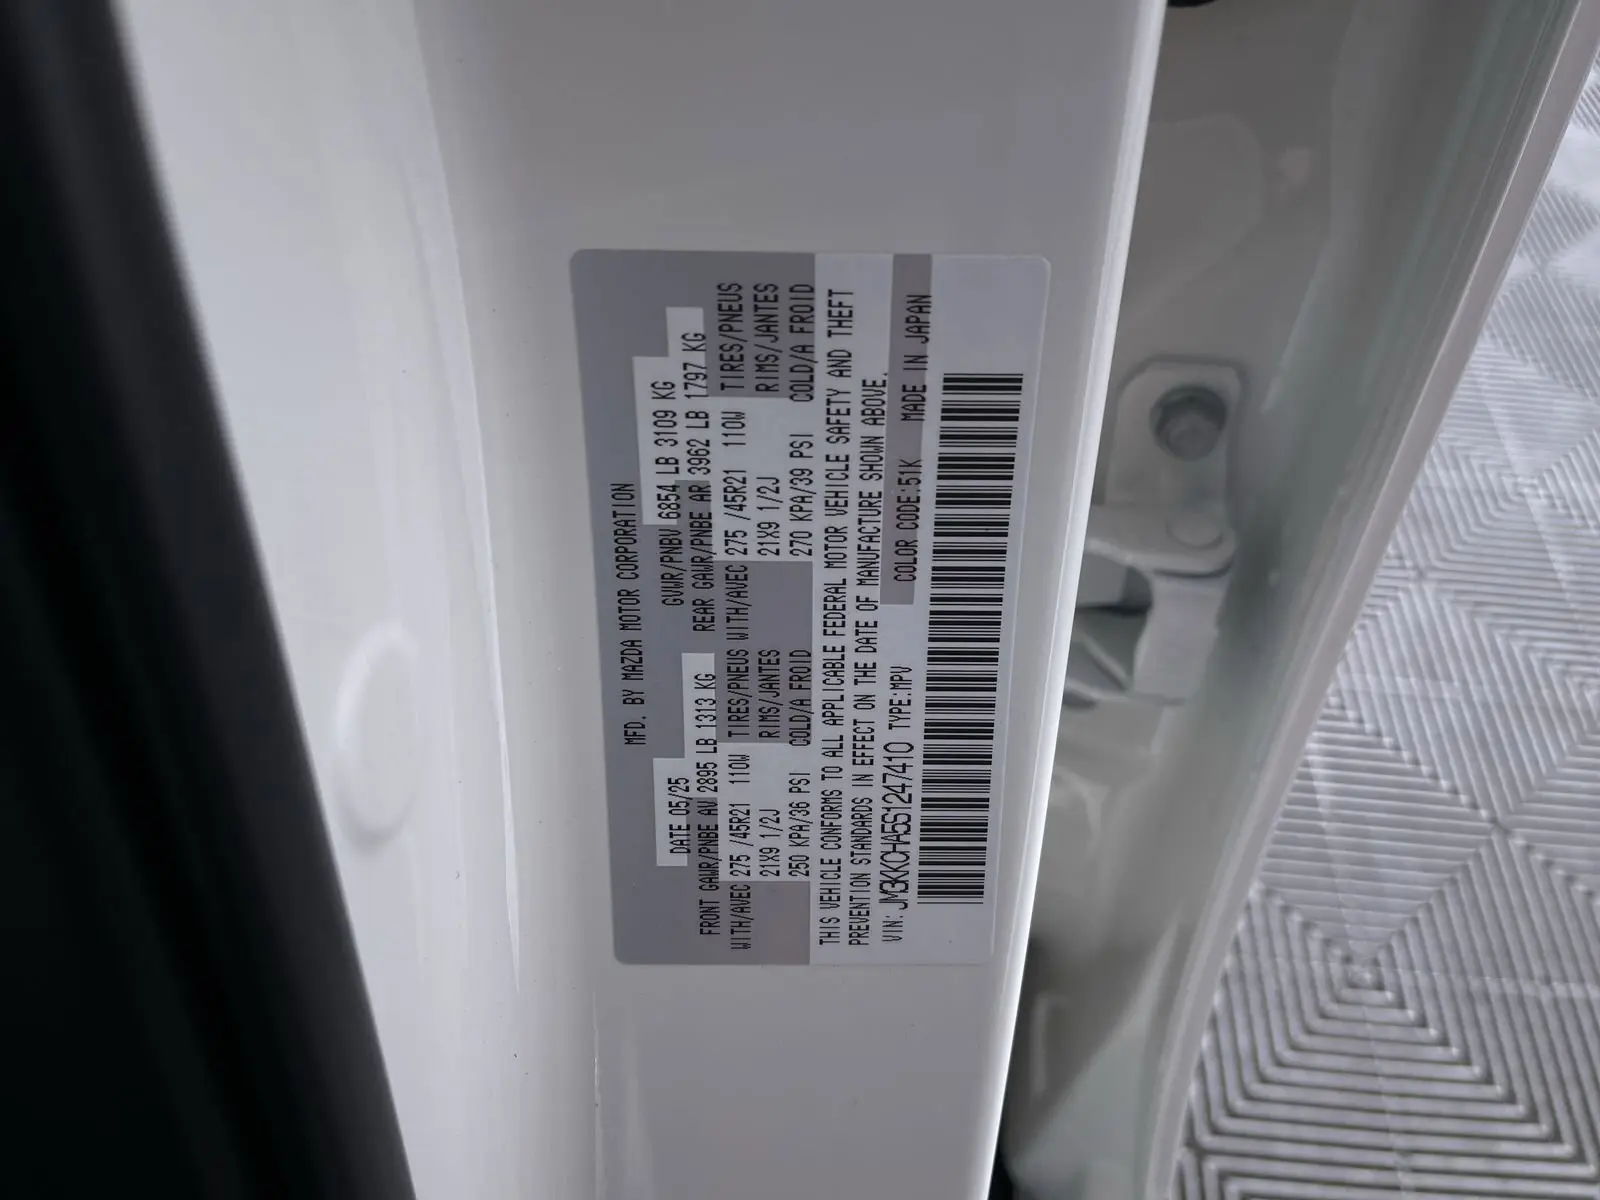 MFD. BY MAZDA MOTOR CORPORATION
DATE 05/25 GVWR/PNBV 6854 LB 3109 KG
FRONT GAWR/PNBE AV 2895 LB 1313 KG REAR GAWR/PNBE AR 3962 LB 1797 KG
WITH/AVEC 275 /45R21 110W TIRES/PNEUS WITH/AVEC 275 /45R21 110W TIRES/PNEUS
21X9 1/2J RIMS/JANTES 21X9 1/2J RIMS/JANTES
250 KPA/36 PSI COLD/A FROID 270 KPA/39 PSI COLD/A FROID
THIS VEHICLE CONFORMS TO ALL APPLICABLE FEDERAL MOTOR VEHICLE SAFETY AND THEFT
PREVENTION STANDARDS IN EFFECT ON THE DATE OF MANUFACTURE SHOWN ABOVE.
VIN: JM3KKCHA5S1247410 TYPE:MPV COLOR CODE:51K MADE IN JAPAN